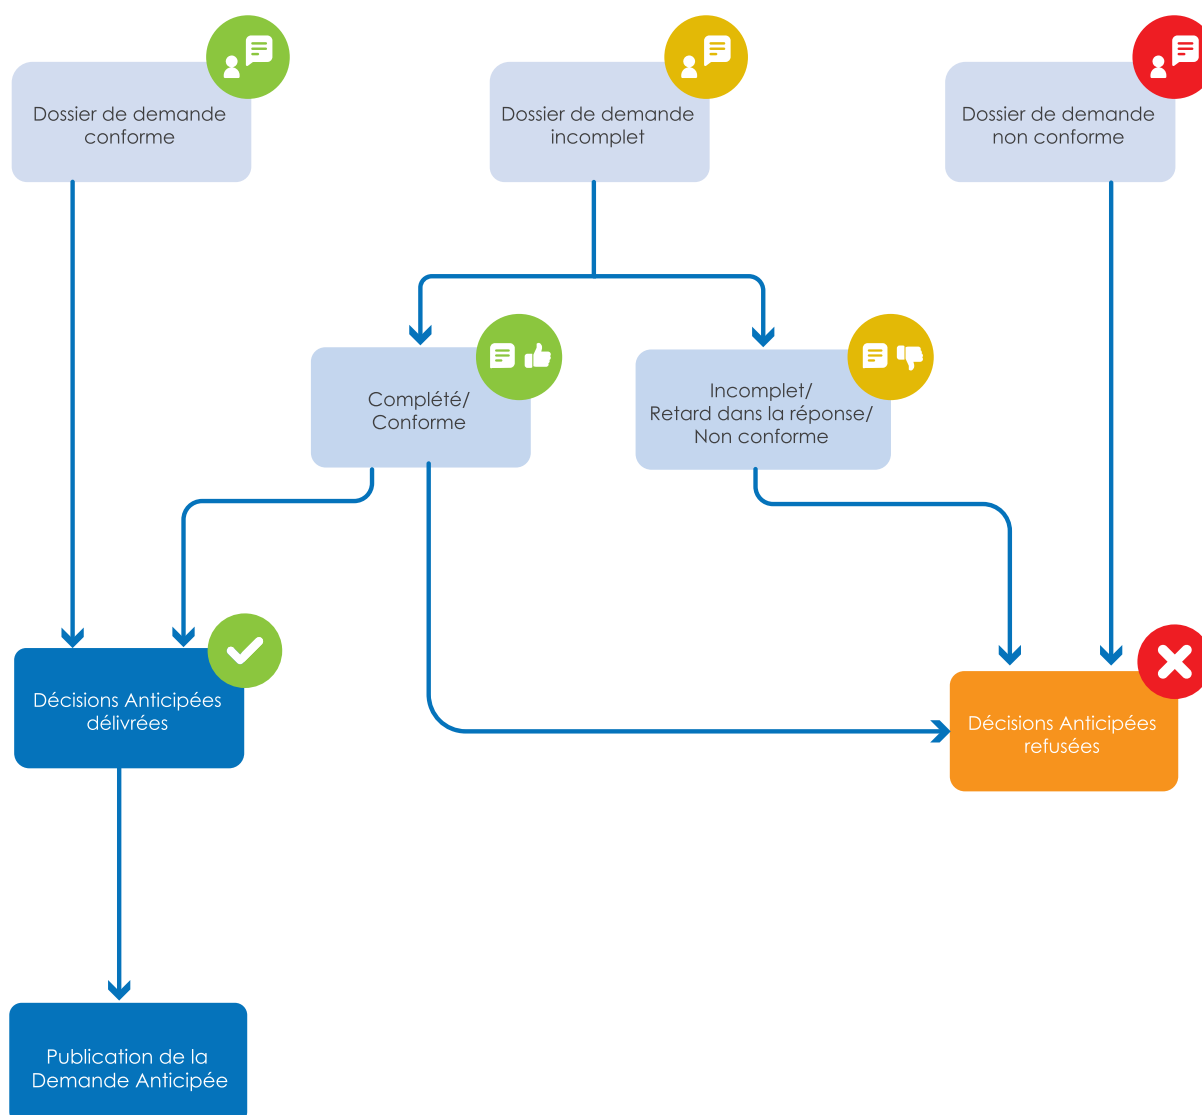 Dossier de demande
conforme
Dossier de demande
incomplet
Dossier de demande
non conforme
Complété/
Conforme
Incomplet/
Retard dans la réponse/
Non conforme
Décisions Anticipées
délivrées
Décisions Anticipées
refusées
Publication de la
Demande Anticipée